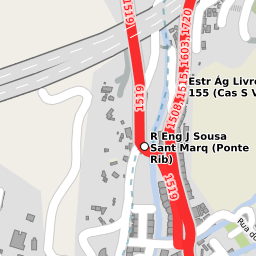 1519
1508,1515,1603,1720
Estr Ág Livre
155 (Cas S V
1519
R Eng J Sousa
Sant Marq (Ponte
Rib)
1519
Rua do